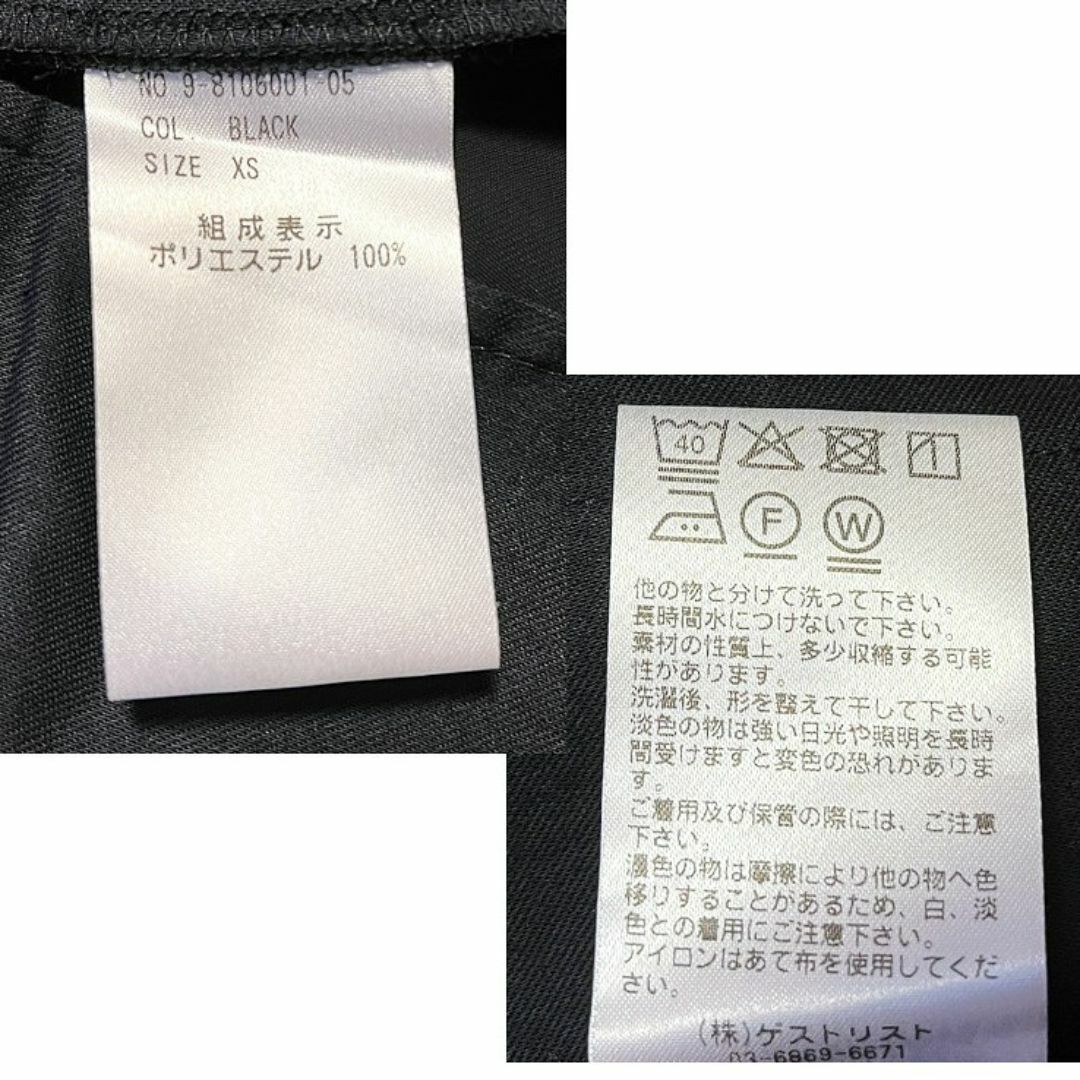 NO 9-8106001-05
COL. BLACK
SIZE XS
組成表示
ポリエステル 100%
40
F W
他の物と分けて洗って下さい。
長時間水につけないで下さい。
素材の性質上、多少収縮する可能
性があります。
洗濯後、形を整えて干して下さい。
淡色の物は強い日光や照明を長時
間受けますと変色の恐れがありま
す。
ご着用及び保管の際には、ご注意
下さい。
濃色の物は摩擦により他の物へ色
移りすることがあるため、白、淡
色との着用にご注意下さい。
アイロンはあて布を使用してくだ
さい。
(株)ゲストリスト
03-6869-6671